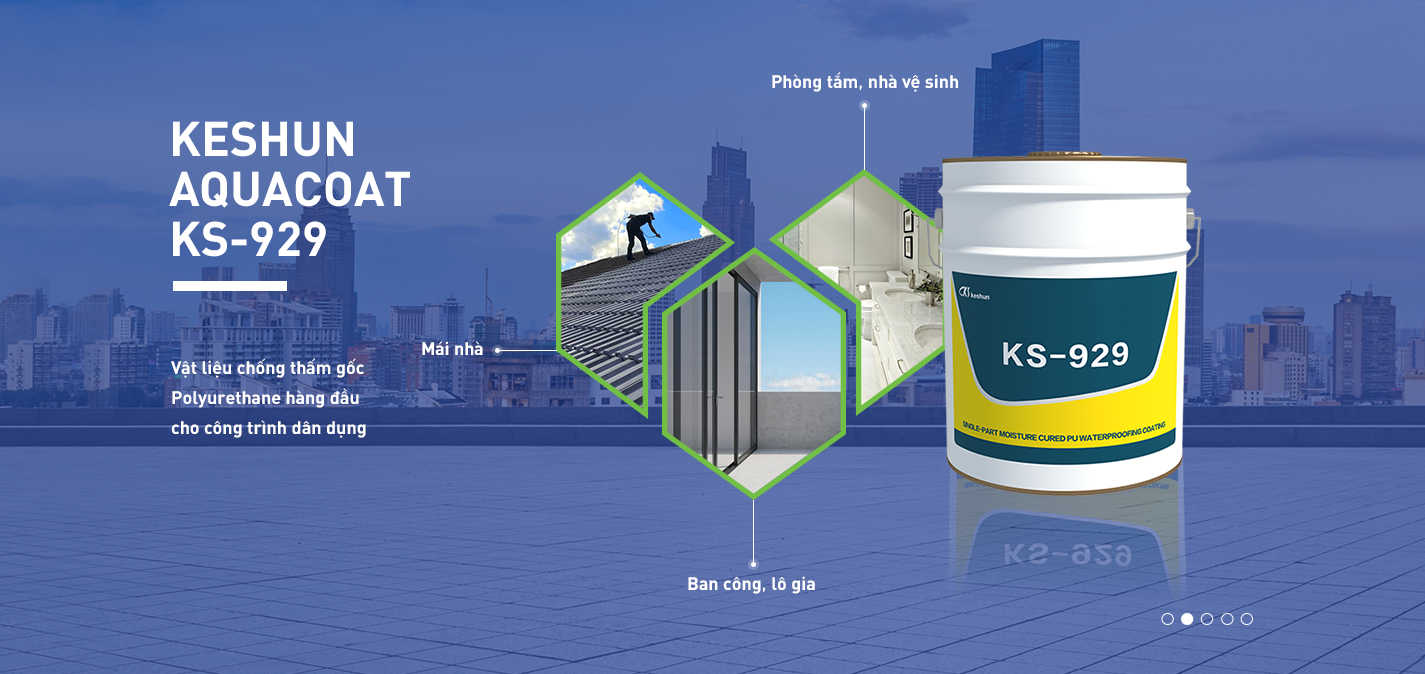 KESHUN
AQUACOAT
KS-929
Vật liệu chống thấm gốc
Polyurethane hàng đầu
cho công trình dân dụng
Phòng tắm, nhà vệ sinh
Mái nhà
Ban công, lô gia
keshun
KS-929
SINGLE-PART MOISTURE CURED PU WATERPROOFING COATING